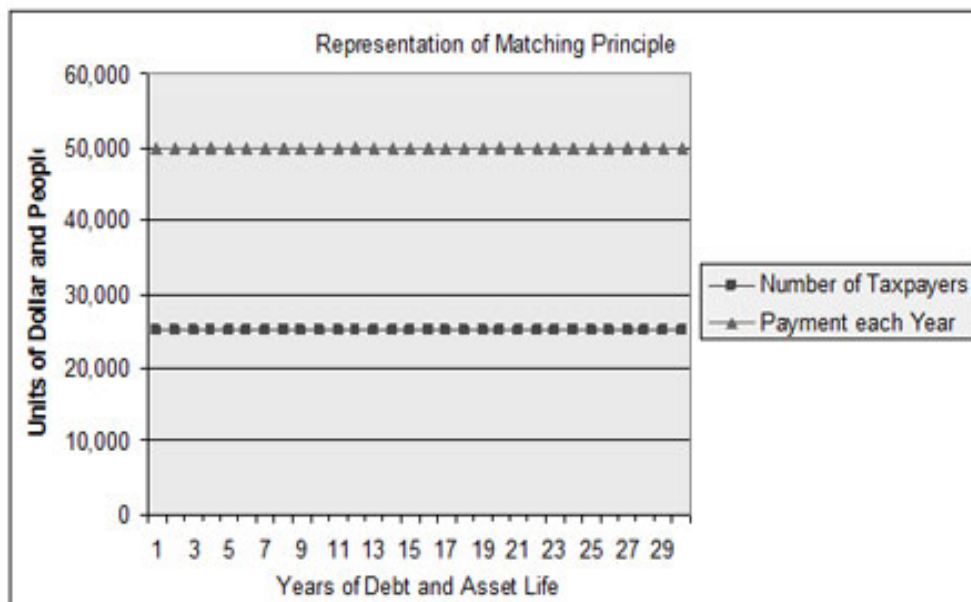 Representation of Matching Principle
60,000
50,000
40,000
30,000
20,000
10,000
0
Units of Dollar and People
1 3 5 7 9 11 13 15 17 19 21 23 25 27 29
Years of Debt and Asset Life
Number of Taxpayers
Payment each Year